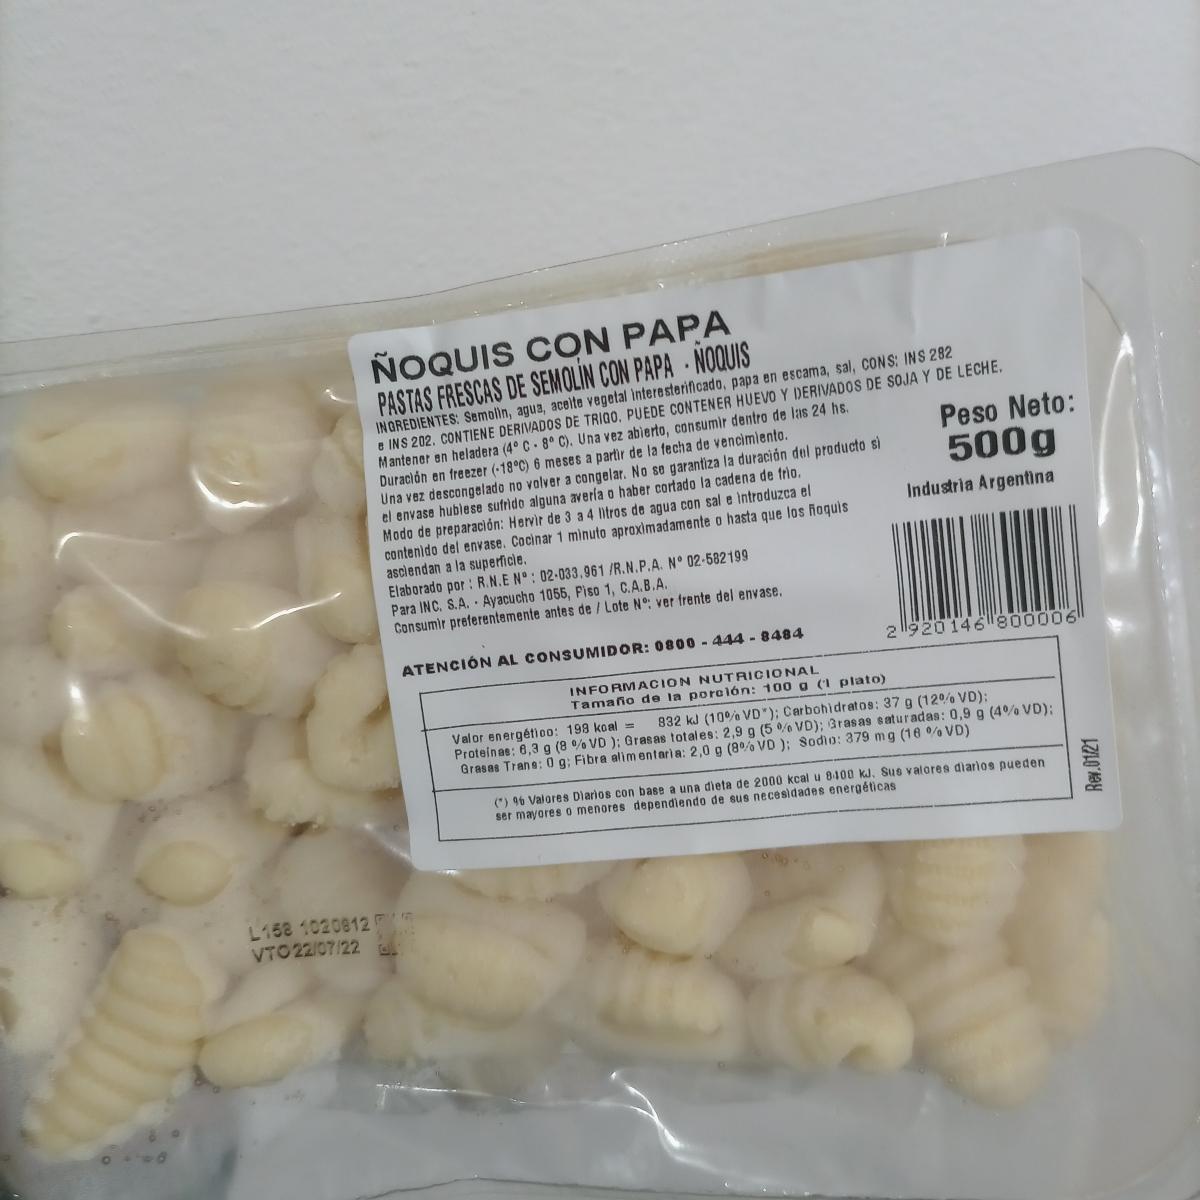 ÑOQUIS CON PAPA
PASTAS FRESCAS DE SEMOLÍN CON PAPA - ÑOQUIS
INGREDIENTES: Semolin, agua, aceite vegetal interesterificado, papa en escama, sal, CONS: INS 282
e INS 202. CONTIENE DERIVADOS DE TRIGO. PUEDE CONTENER HUEVO Y DERIVADOS DE SOJA Y DE LECHE.
Mantener en heladera (4° C - 8° C). Una vez abierto, consumir dentro de las 24 hs.
Duración en freezer (-18°C) 6 meses a partir de la fecha de vencimiento.
Una vez descongelado no volver a congelar. No se garantiza la duración del producto si
el envase hubiese sufrido alguna avería o haber cortado la cadena de frio.
Modo de preparación: Hervir de 3 a 4 litros de agua con sal e introduzca el
contenido del envase. Cocinar 1 minuto aproximadamente o hasta que los ñoquis
asciendan a la superficie.
Elaborado por : R.N.E N° : 02-033.961 /R.N.P.A. N° 02-582199
Para INC. S.A. - Ayacucho 1055, Piso 1, C.A.B.A.
Consumir preferentemente antes de / Lote N°: ver frente del envase.
ATENCIÓN AL CONSUMIDOR: 0800 - 444 - 8484
Peso Neto:
500g
Industria Argentina
2 920146 800006
INFORMACION NUTRICIONAL
Tamaño de la porción: 100 g (1 plato)
Valor energético: 198 kcal = 832 kJ (10% VD*); Carbohidratos: 37 g (12% VD);
Proteinas: 6,3 g (8 % VD ); Grasas totales: 2,9 g (5 % VD); Grasas saturadas: 0,9 g (4% VD);
Grasas Trans: 0 g; Fibra alimentaria: 2,0 g (8% VD ); Sodio: 379 mg (16 % VD)
(*) % Valores Diarios con base a una dieta de 2000 kcal u 8400 kJ. Sus valores diarios pueden
ser mayores o menores dependiendo de sus necesidades energéticas
Rev.01/21
L158 1020812
VTO 22/07/22